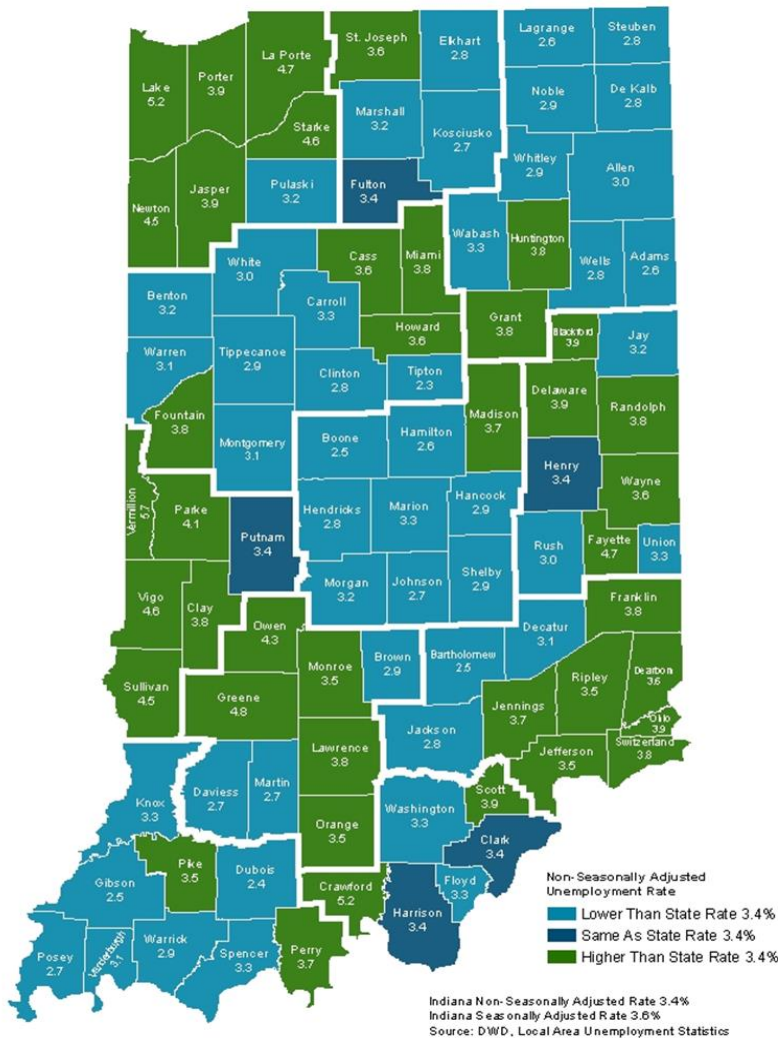 Lake
5.2
Porter
3.9
La Porte
4.7
St. Joseph
3.6
Elkhart
2.8
Lagrange
2.6
Steuben
2.8
Noble
2.9
De Kalb
2.8
Starke
4.6
Marshall
3.2
Kosciusko
2.7
Whitley
2.9
Allen
3.0
Newton
4.5
Jasper
3.9
Pulaski
3.2
Fulton
3.4
Wabash
3.3
Huntington
3.8
Wells
2.8
Adams
2.6
White
3.0
Cass
3.6
Miami
3.8
Benton
3.2
Carroll
3.3
Howard
3.6
Grant
3.8
Blackford
3.9
Jay
3.2
Warren
3.1
Tippecanoe
2.9
Clinton
2.8
Tipton
2.3
Fountain
3.8
Montgomery
3.1
Boone
2.5
Hamilton
2.6
Madison
3.7
Delaware
3.9
Randolph
3.8
Henry
3.4
Wayne
3.6
Vermillion
5.7
Parke
4.1
Putnam
3.4
Hendricks
2.8
Marion
3.3
Hancock
2.9
Rush
3.0
Fayette
4.7
Union
3.3
Vigo
4.6
Clay
3.8
Morgan
3.2
Johnson
2.7
Shelby
2.9
Franklin
3.8
Owen
4.3
Monroe
3.5
Brown
2.9
Bartholomew
2.5
Decatur
3.1
Sullivan
4.5
Greene
4.8
Jennings
3.7
Ripley
3.5
Dearborn
3.6
Ohio
3.9
Lawrence
3.8
Jackson
2.8
Jefferson
3.5
Switzerland
3.8
Knox
3.3
Daviess
2.7
Martin
2.7
Orange
3.5
Washington
3.3
Scott
3.9
Clark
3.4
Gibson
2.5
Pike
3.5
Dubois
2.4
Crawford
5.2
Harrison
3.4
Floyd
3.3
Posey
2.7
Vanderburgh
3.1
Warrick
2.9
Spencer
3.3
Perry
3.7
Non-Seasonally Adjusted
Unemployment Rate
Lower Than State Rate 3.4%
Same As State Rate 3.4%
Higher Than State Rate 3.4%
Indiana Non-Seasonally Adjusted Rate 3.4%
Indiana Seasonally Adjusted Rate 3.6%
Source: DWD, Local Area Unemployment Statistics